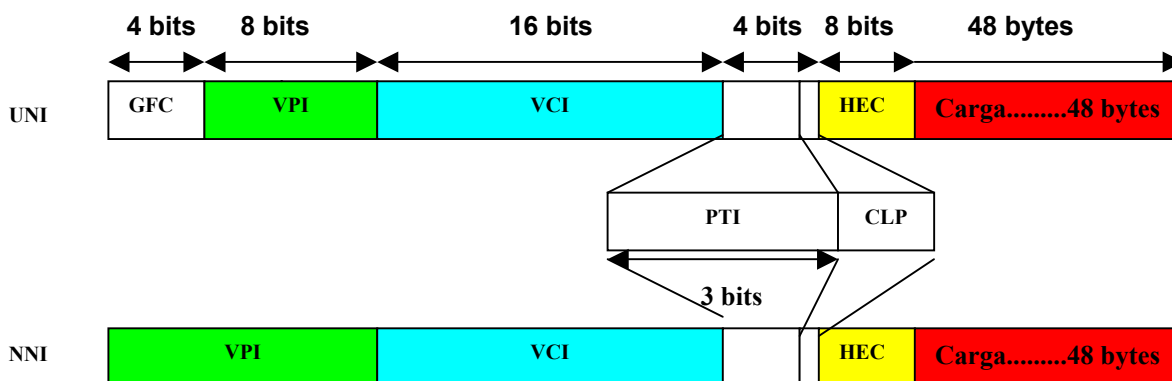 4 bits 8 bits 16 bits 4 bits 8 bits 48 bytes
UNI GFC VPI VCI HEC Carga.........48 bytes
PTI CLP
3 bits
NNI VPI VCI HEC Carga.........48 bytes